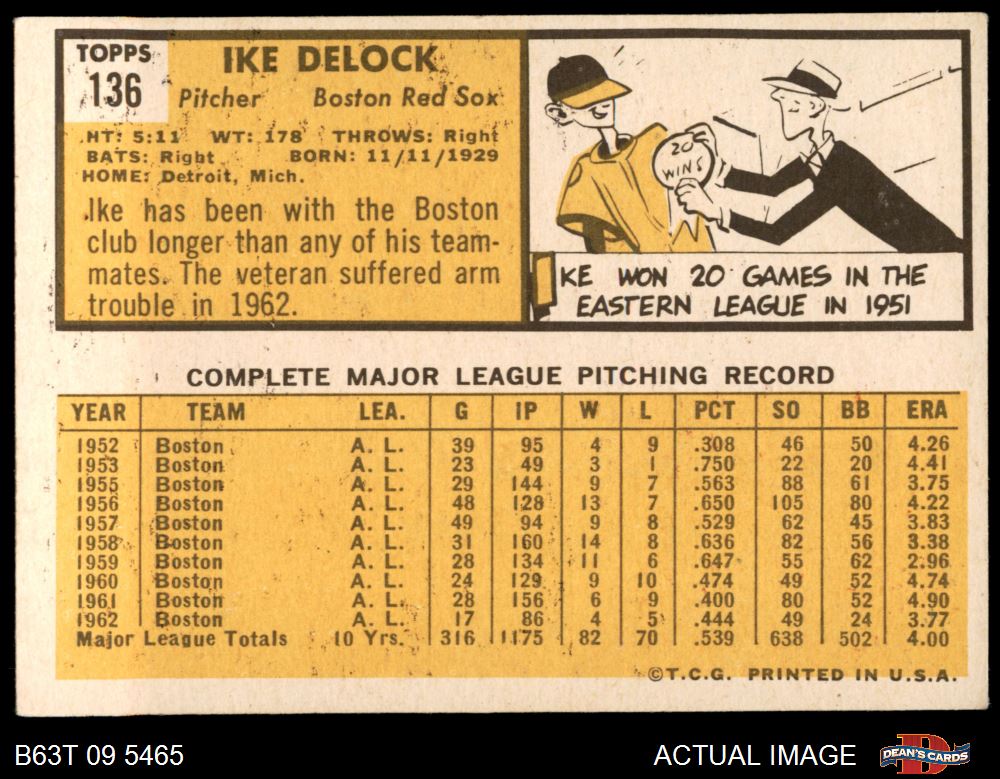 TOPPS
136
IKE DELOCK
Pitcher Boston Red Sox
HT: 5:11 WT: 178 THROWS: Right
BATS: Right BORN: 11/11/1929
HOME: Detroit, Mich.
Ike has been with the Boston
club longer than any of his team-
mates. The veteran suffered arm
trouble in 1962.
20
WINS
IKE WON 20 GAMES IN THE
EASTERN LEAGUE IN 1951
COMPLETE MAJOR LEAGUE PITCHING RECORD
YEAR TEAM LEA. G IP W L PCT SO BB ERA
1952 Boston A. L. 39 95 4 9 .308 46 50 4.26
1953 Boston A. L. 23 49 3 1 .750 22 20 4.41
1955 Boston A. L. 29 144 9 7 .563 88 61 3.75
1956 Boston A. L. 48 128 13 7 .650 105 80 4.22
1957 Boston A. L. 49 94 9 8 .529 62 45 3.83
1958 Boston A. L. 31 160 14 8 .636 82 56 3.38
1959 Boston A. L. 28 134 11 6 .647 55 62 2.96
1960 Boston A. L. 24 129 9 10 .474 49 52 4.74
1961 Boston A. L. 28 156 6 9 .400 80 52 4.90
1962 Boston A. L. 17 86 4 5 .444 49 24 3.77
Major League Totals 10 Yrs. 316 1175 82 70 .539 638 502 4.00
©T.C.G. PRINTED IN U.S.A.
B63T 09 5465
ACTUAL IMAGE
DEAN'S CARDS